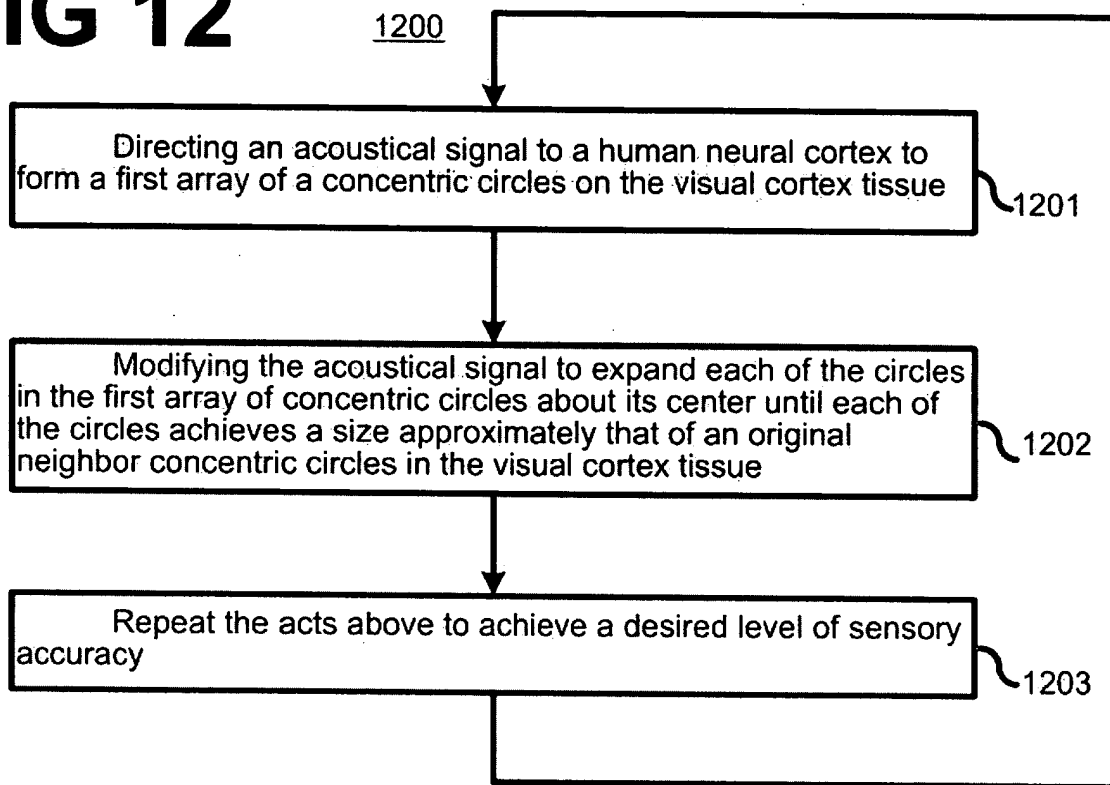 IG 12
1200
Directing an acoustical signal to a human neural cortex to
form a first array of a concentric circles on the visual cortex tissue
1201
Modifying the acoustical signal to expand each of the circles
in the first array of concentric circles about its center until each of
the circles achieves a size approximately that of an original
neighbor concentric circles in the visual cortex tissue
1202
Repeat the acts above to achieve a desired level of sensory
accuracy
1203